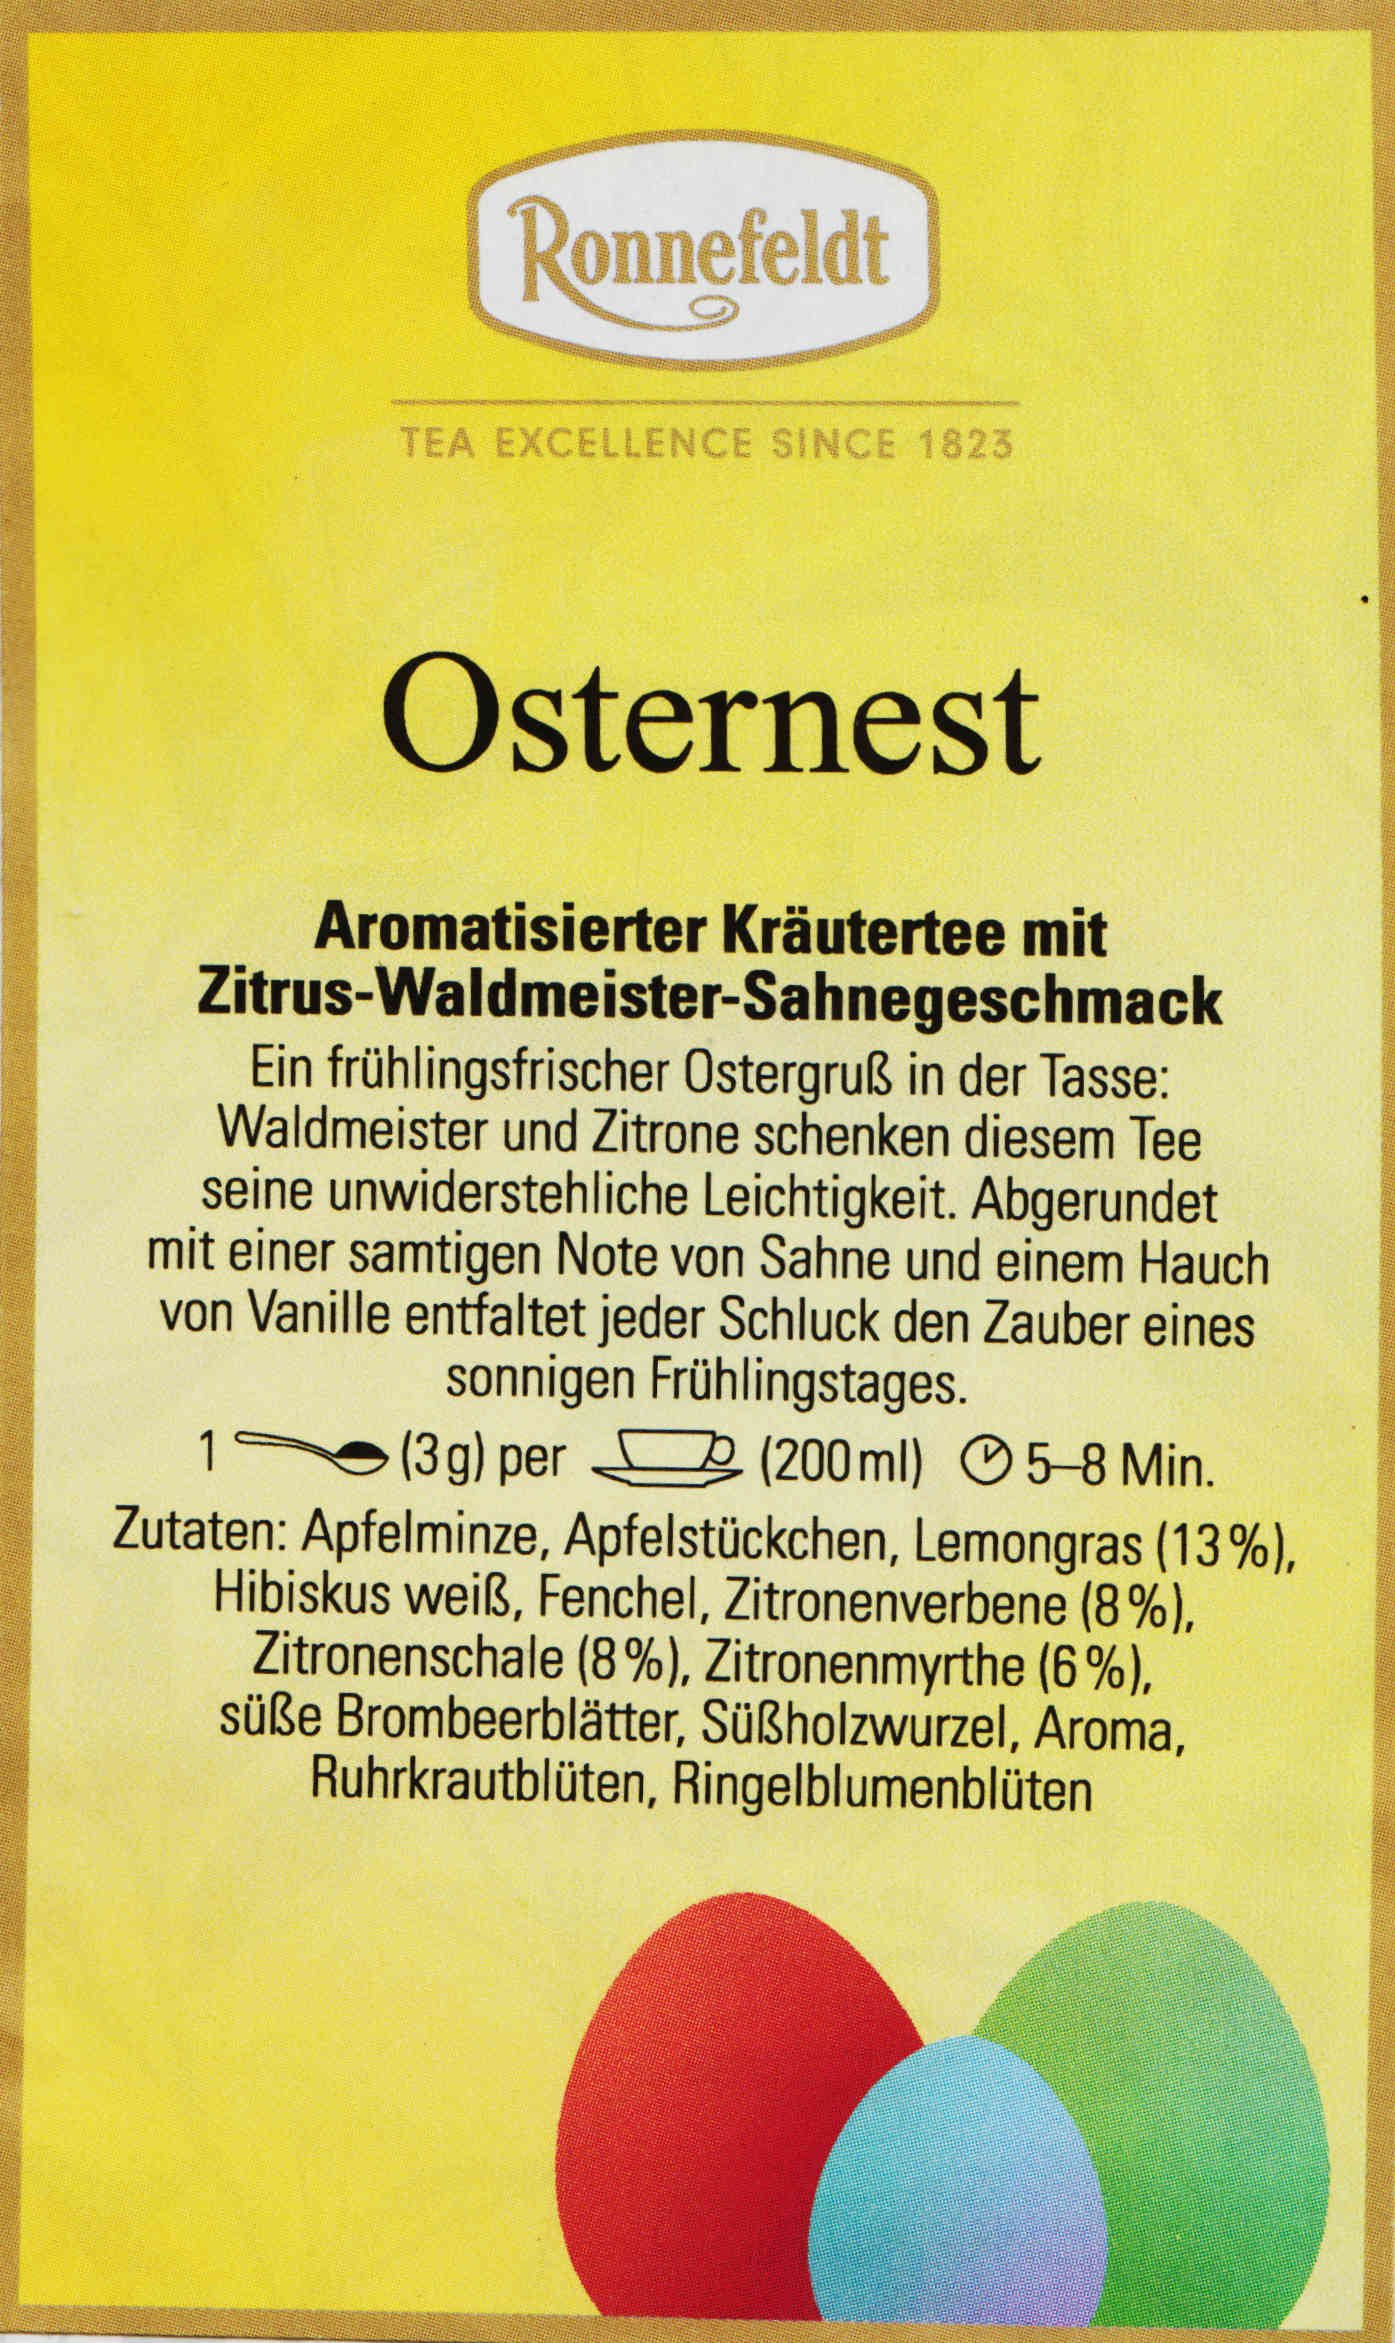 Ronnefeldt
TEA EXCELLENCE SINCE 1823
Osternest
Aromatisierter Kräutertee mit
Zitrus-Waldmeister-Sahnegeschmack
Ein frühlingsfrischer Ostergruß in der Tasse:
Waldmeister und Zitrone schenken diesem Tee
seine unwiderstehliche Leichtigkeit. Abgerundet
mit einer samtigen Note von Sahne und einem Hauch
von Vanille entfaltet jeder Schluck den Zauber eines
sonnigen Frühlingstages.
1 (3 g) per (200 ml) 5–8 Min.
Zutaten: Apfelminze, Apfelstückchen, Lemongras (13 %),
Hibiskus weiß, Fenchel, Zitronenverbene (8 %),
Zitronenschale (8 %), Zitronenmyrthe (6 %),
süße Brombeerblätter, Süßholzwurzel, Aroma,
Ruhrkrautblüten, Ringelblumenblüten